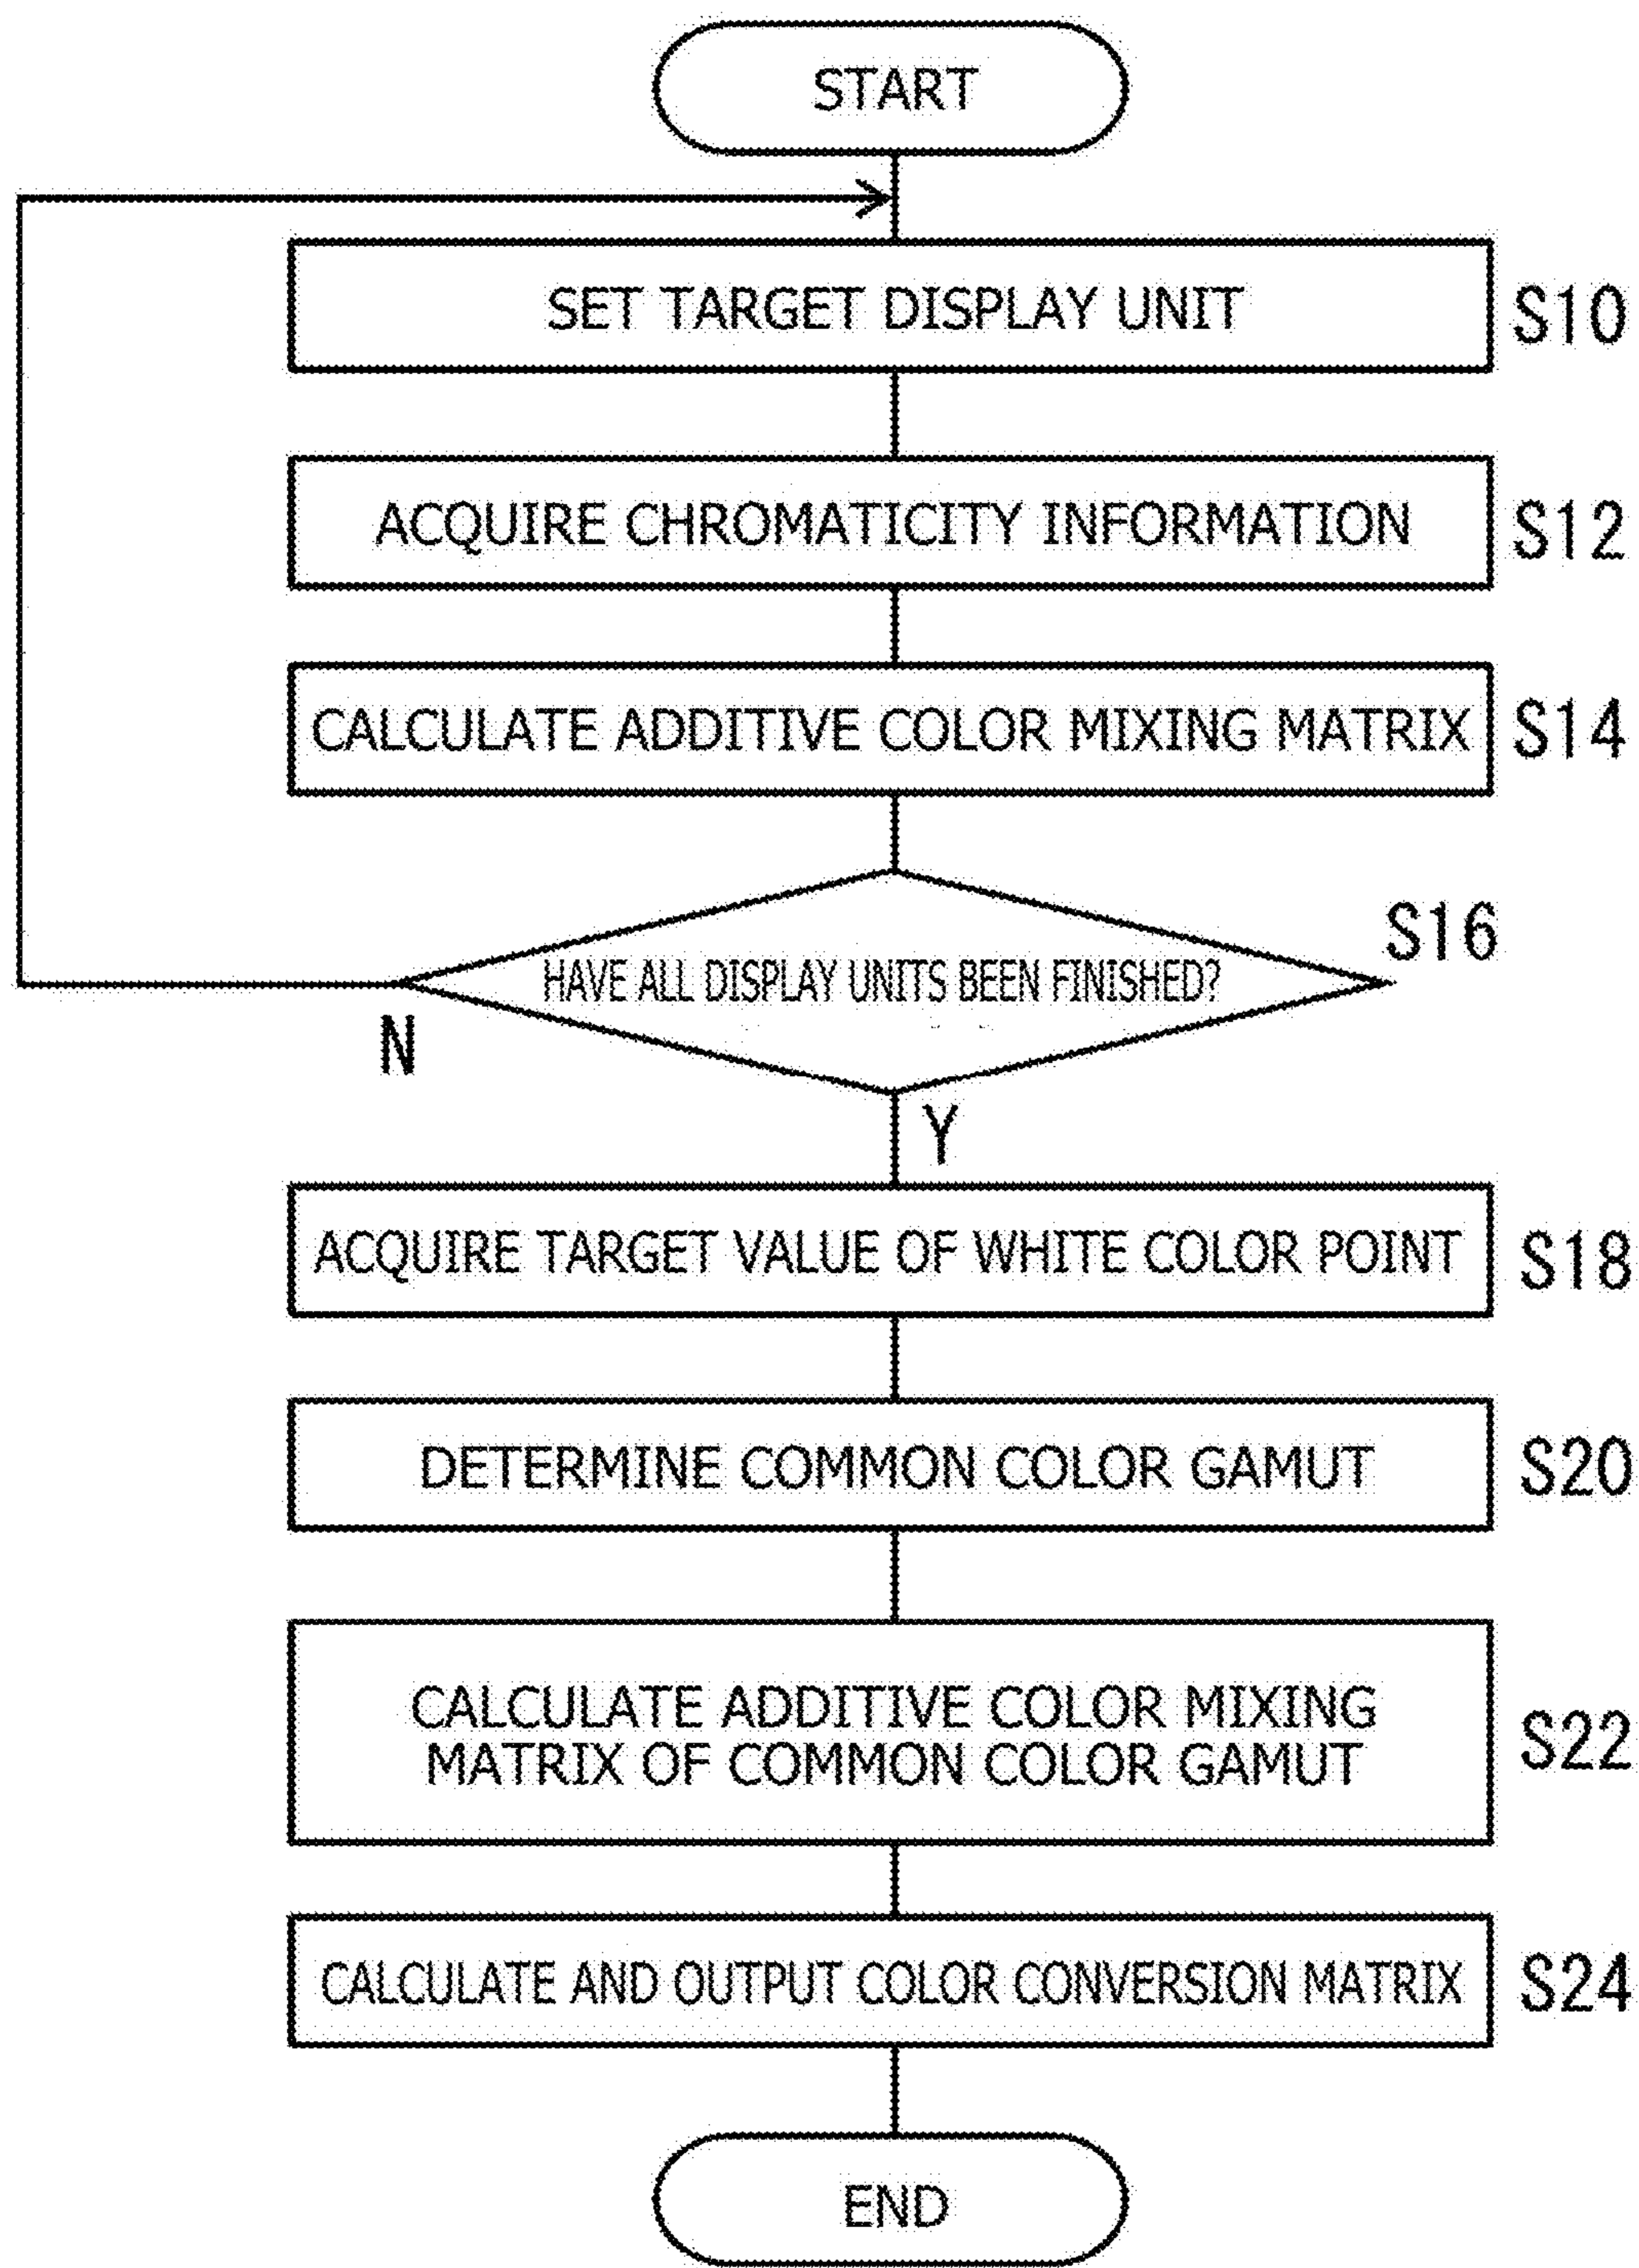 START
SET TARGET DISPLAY UNIT
S10
ACQUIRE CHROMATICITY INFORMATION
S12
CALCULATE ADDITIVE COLOR MIXING MATRIX
S14
S16
HAVE ALL DISPLAY UNITS BEEN FINISHED?
N
Y
ACQUIRE TARGET VALUE OF WHITE COLOR POINT
S18
DETERMINE COMMON COLOR GAMUT
S20
CALCULATE ADDITIVE COLOR MIXING
MATRIX OF COMMON COLOR GAMUT
S22
CALCULATE AND OUTPUT COLOR CONVERSION MATRIX
S24
END